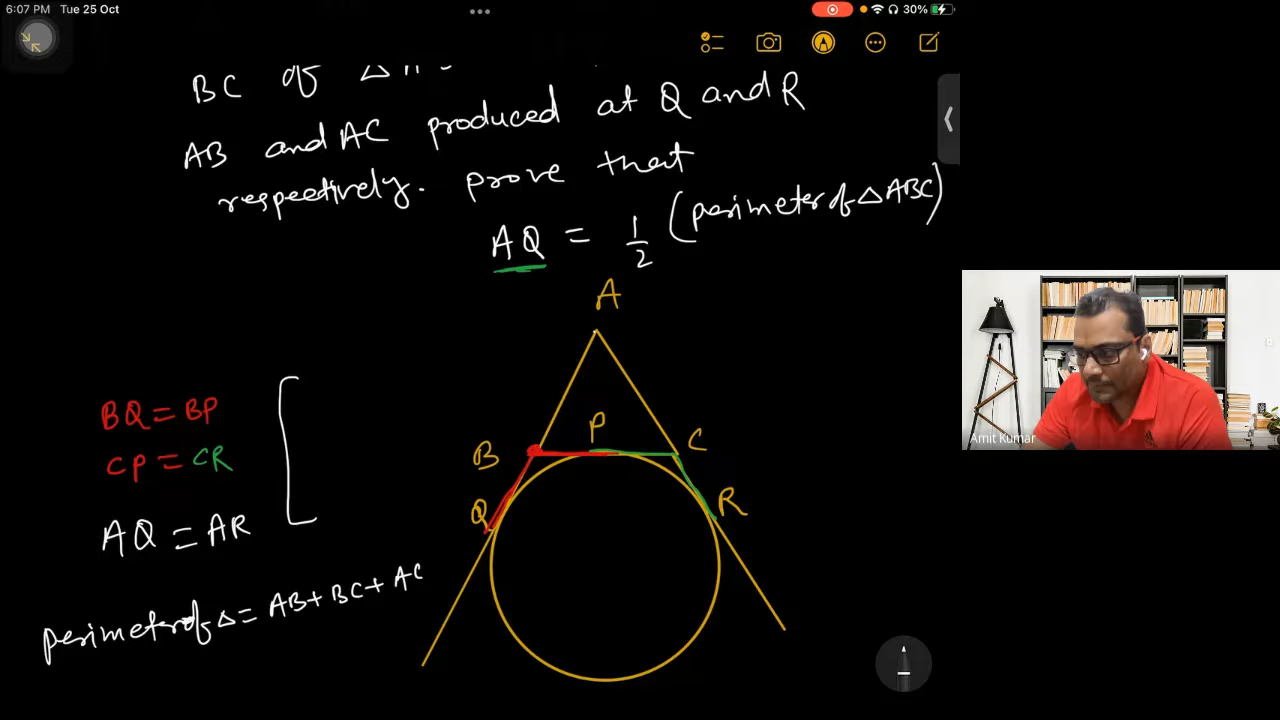 6:07 PM Tue 25 Oct
30%
BC of Δ
AB and AC produced at Q and R
respectively. prove that
AQ = 1/2 (perimeter of Δ ABC)
A
BQ = BP
CP = CR
AQ = AR
perimeter of Δ = AB + BC + AC
B
P
C
Q
R
Amit Kumar